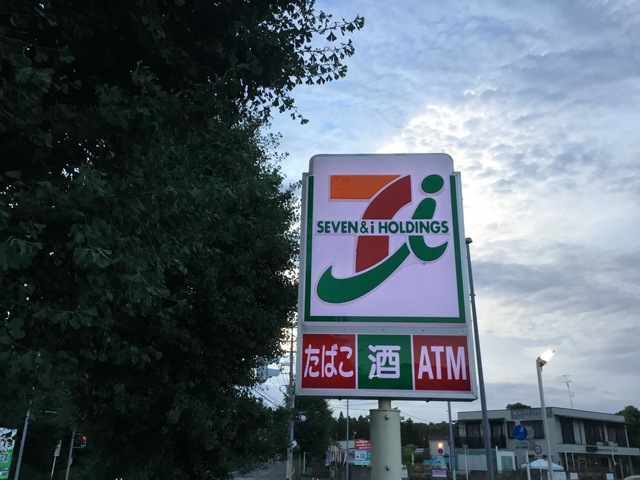 SEVEN & i HOLDINGS
たばこ 酒 ATM